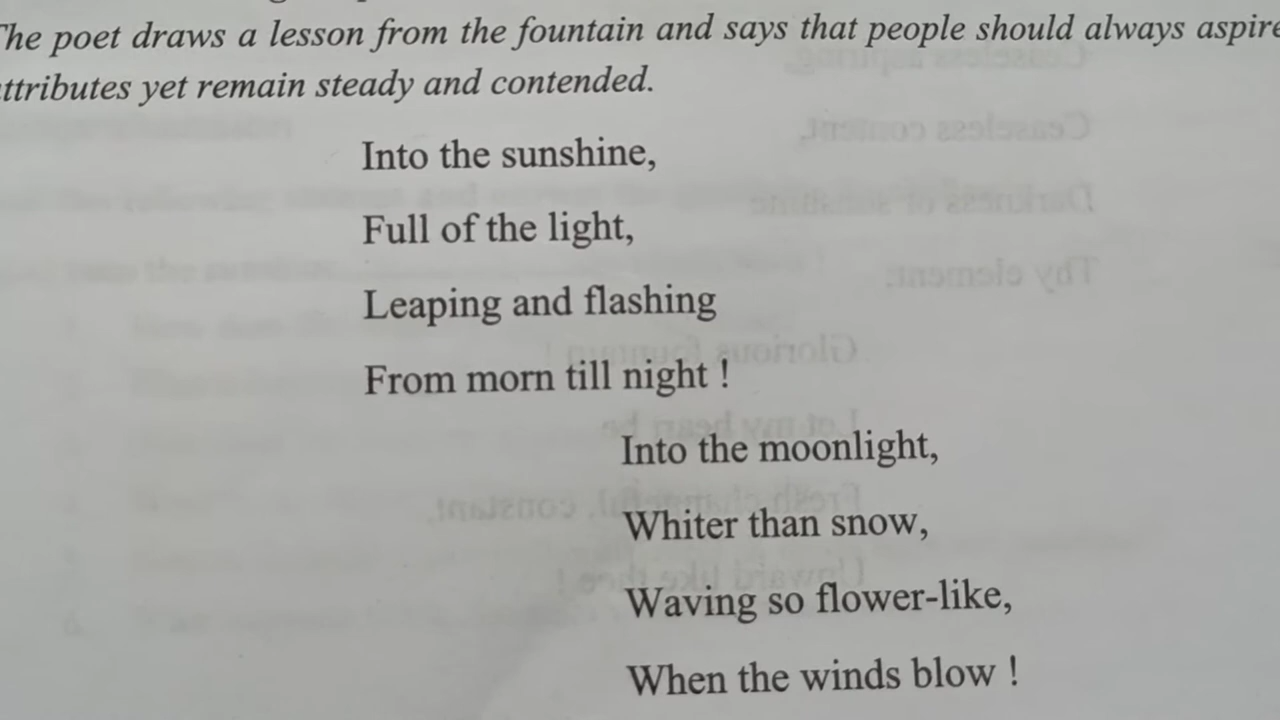 The poet draws a lesson from the fountain and says that people should always aspire
ttributes yet remain steady and contended.
Into the sunshine,
Full of the light,
Leaping and flashing
From morn till night !
Into the moonlight,
Whiter than snow,
Waving so flower-like,
When the winds blow !